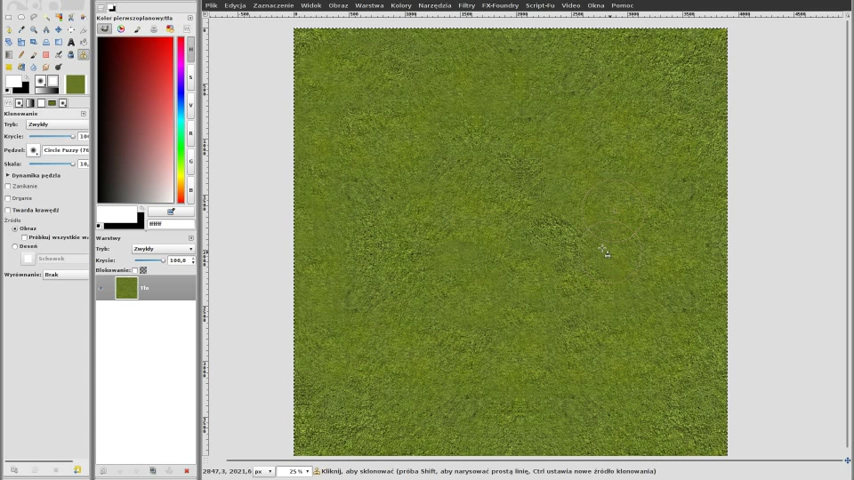 Plik Edycja Zaznaczenie Widok Obraz Warstwa Kolory Narzędzia Filtry FX-Foundry Script-Fu Video Okna Pomoc
Kolor pierwszoplanowy/tła
H
S
V
R
G
B
ffffff
Klonowanie
Tryb: Zwykły
Krycie:
Pędzel: Circle Fuzzy
Skala:
Dynamika pędzla
Zanikanie
Twarda krawędź
Źródło
Obraz
Próbkuj wszystkie
Deseń
Wyrównanie: Brak
Warstwy
Tryb: Zwykły
Krycie: 100,0
Blokowanie:
Tło
2847,3, 2021,6 px 25% Kliknij, aby sklonować (próba Shift, aby narysować prostą linię, Ctrl ustawia nowe źródło klonowania)